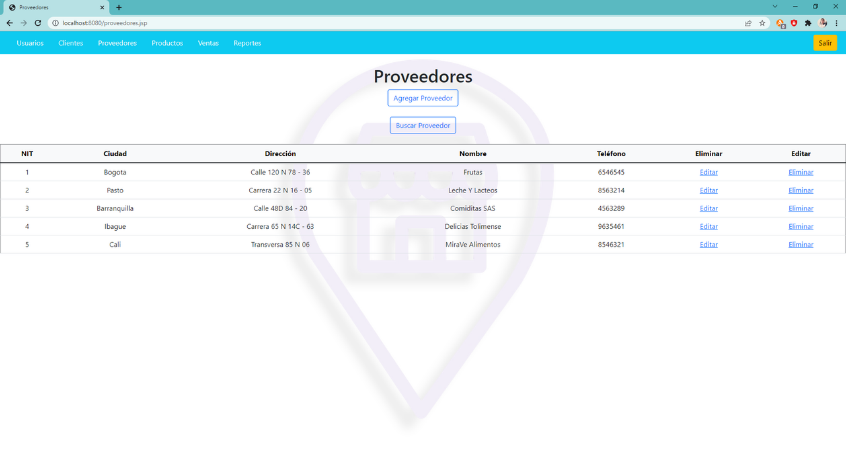 Proveedores
localhost:8080/proveedores.jsp
Usuarios Clientes Proveedores Productos Ventas Reportes Salir
Proveedores
Agregar Proveedor
Buscar Proveedor
NIT Ciudad Dirección Nombre Teléfono Eliminar Editar
1 Bogota Calle 120 N 78 - 36 Frutas 6546545 Editar Eliminar
2 Pasto Carrera 22 N 16 - 05 Leche Y Lacteos 8563214 Editar Eliminar
3 Barranquilla Calle 48D 84 - 20 Comiditas SAS 4563289 Editar Eliminar
4 Ibague Carrera 65 N 14C - 63 Delicias Tolimense 9635461 Editar Eliminar
5 Cali Transversa 85 N 06 MiraVe Alimentos 8546321 Editar Eliminar